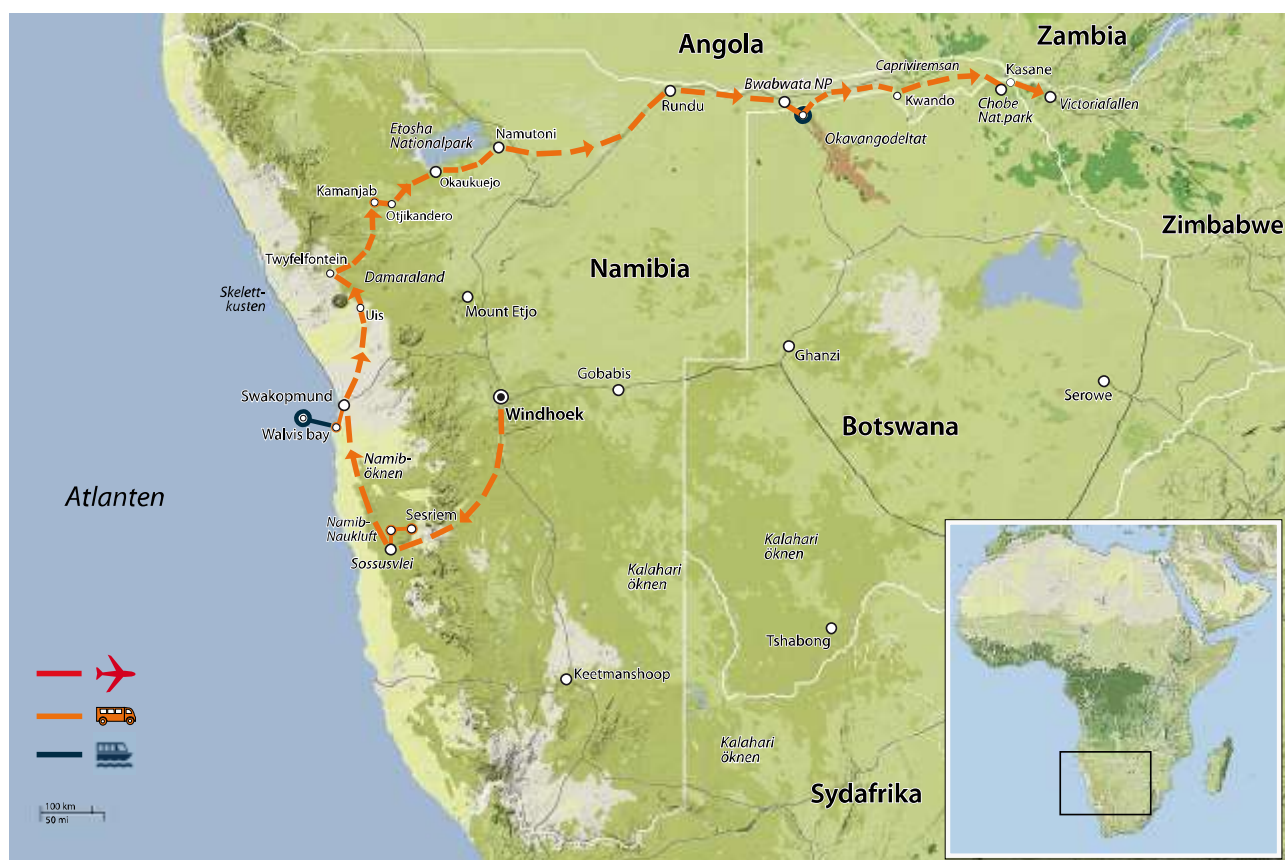 Angola
Zambia
Bwabwata NP
Capriviremsan
Kasane
Rundu
Kwando
Chobe
Nat.park
Victoriafallen
Etosha
Nationalpark
Namutoni
Okavangodeltat
Okaukuejo
Kamanjab
Otjikandero
Zimbabwe
Twyfelfontein
Damaraland
Namibia
Skelett-
kusten
Uis
Mount Etjo
Ghanzi
Gobabis
Serowe
Swakopmund
Walvis bay
Windhoek
Botswana
Namib-
öknen
Atlanten
Namib-
Naukluft
Sesriem
Sossusvlei
Kalahari
öknen
Kalahari
öknen
Tshabong
Keetmanshoop
Kalahari
öknen
Sydafrika
100 km
50 mi